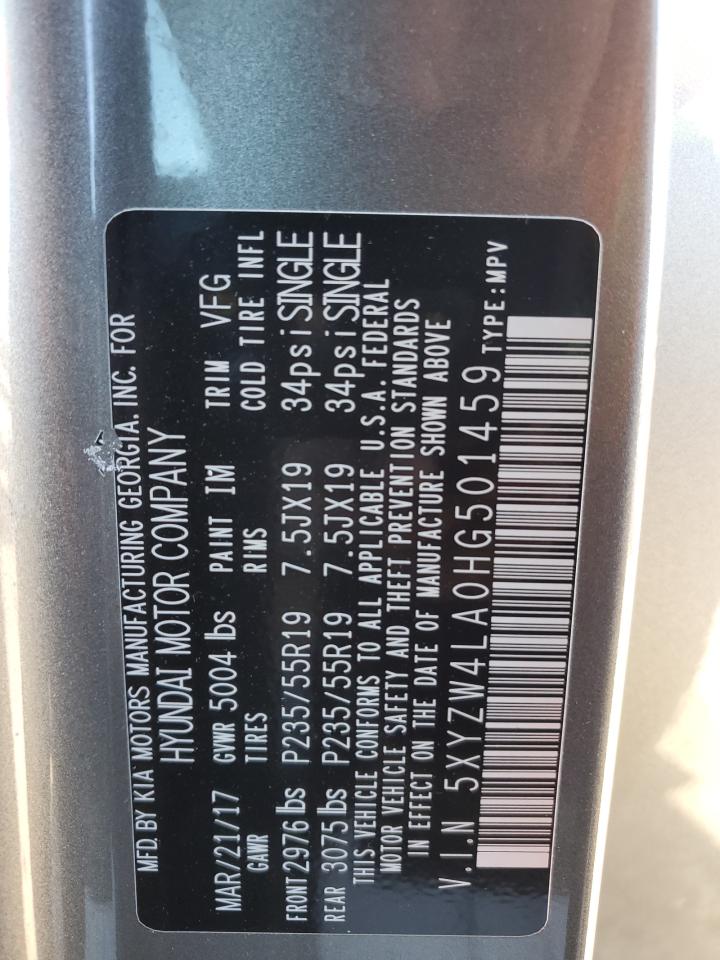 MFD. BY KIA MOTORS MANUFACTURING GEORGIA. INC. FOR
HYUNDAI MOTOR COMPANY
MAR/21/17 GVWR 5004 lbs PAINT IM TRIM VFG
GAWR TIRES RIMS COLD TIRE INFL
FRONT 2976 lbs P235/55R19 7.5JX19 34psi SINGLE
REAR 3075 lbs P235/55R19 7.5JX19 34psi SINGLE
THIS VEHICLE CONFORMS TO ALL APPLICABLE U.S.A. FEDERAL
MOTOR VEHICLE SAFETY AND THEFT PREVENTION STANDARDS
IN EFFECT ON THE DATE OF MANUFACTURE SHOWN ABOVE
V.I.N 5XYZW4LA0HG501459 TYPE:MPV